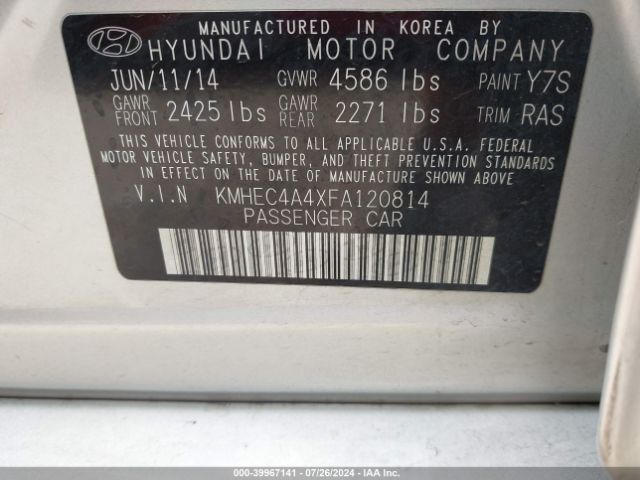 MANUFACTURED IN KOREA BY
HYUNDAI MOTOR COMPANY
JUN/11/14 GVWR 4586 lbs PAINT Y7S
GAWR FRONT 2425 lbs GAWR REAR 2271 lbs TRIM RAS
THIS VEHICLE CONFORMS TO ALL APPLICABLE U.S.A. FEDERAL
MOTOR VEHICLE SAFETY, BUMPER, AND THEFT PREVENTION STANDARDS
IN EFFECT ON THE DATE OF MANUFACTURE SHOWN ABOVE.
V.I.N KMHEC4A4XFA120814
PASSENGER CAR
000-39967141 - 07/26/2024 - IAA Inc.